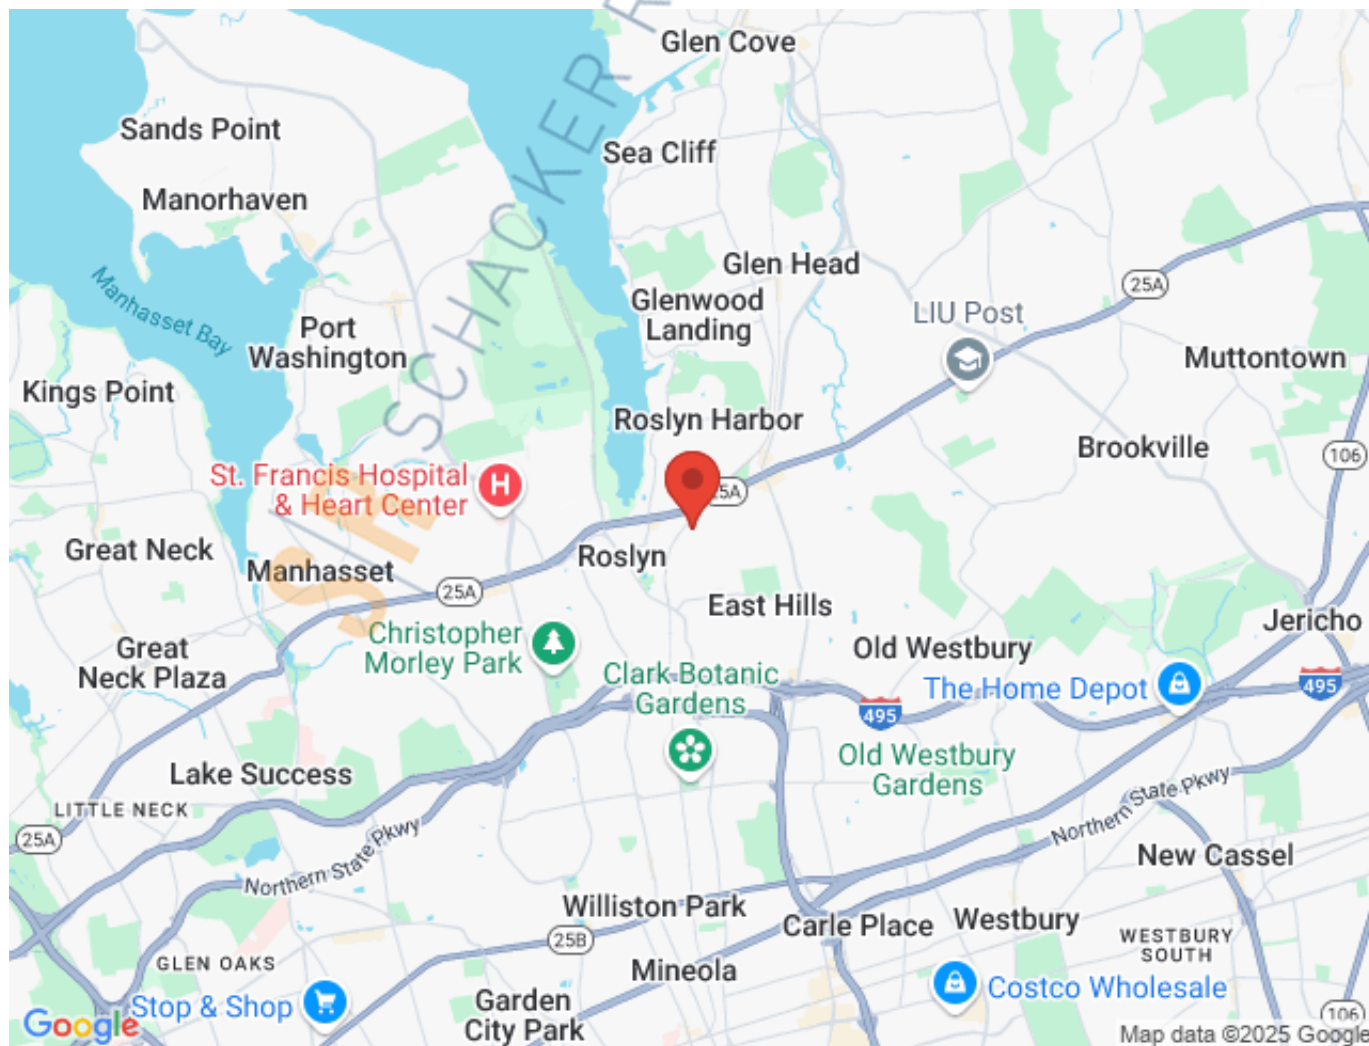 Glen Cove
Sands Point
Sea Cliff
Manorhaven
Manhasset Bay
Glen Head
Glenwood
Landing
25A
LIU Post
Port
Washington
Muttontown
Kings Point
SCHACKER R
Roslyn Harbor
Brookville
106
St. Francis Hospital
& Heart Center
H
25A
Great Neck
Manhasset
Roslyn
25A
East Hills
Jericho
Christopher
Morley Park
Great
Neck Plaza
Old Westbury
Clark Botanic
Gardens
The Home Depot
495
495
Old Westbury
Gardens
Lake Success
LITTLE NECK
25A
Northern State Pkwy
Northern State Pkwy
New Cassel
Williston Park
Carle Place
Westbury
25B
WESTBURY
SOUTH
GLEN OAKS
Mineola
Stop & Shop
Garden
City Park
Costco Wholesale
106
Google
Map data ©2025 Google